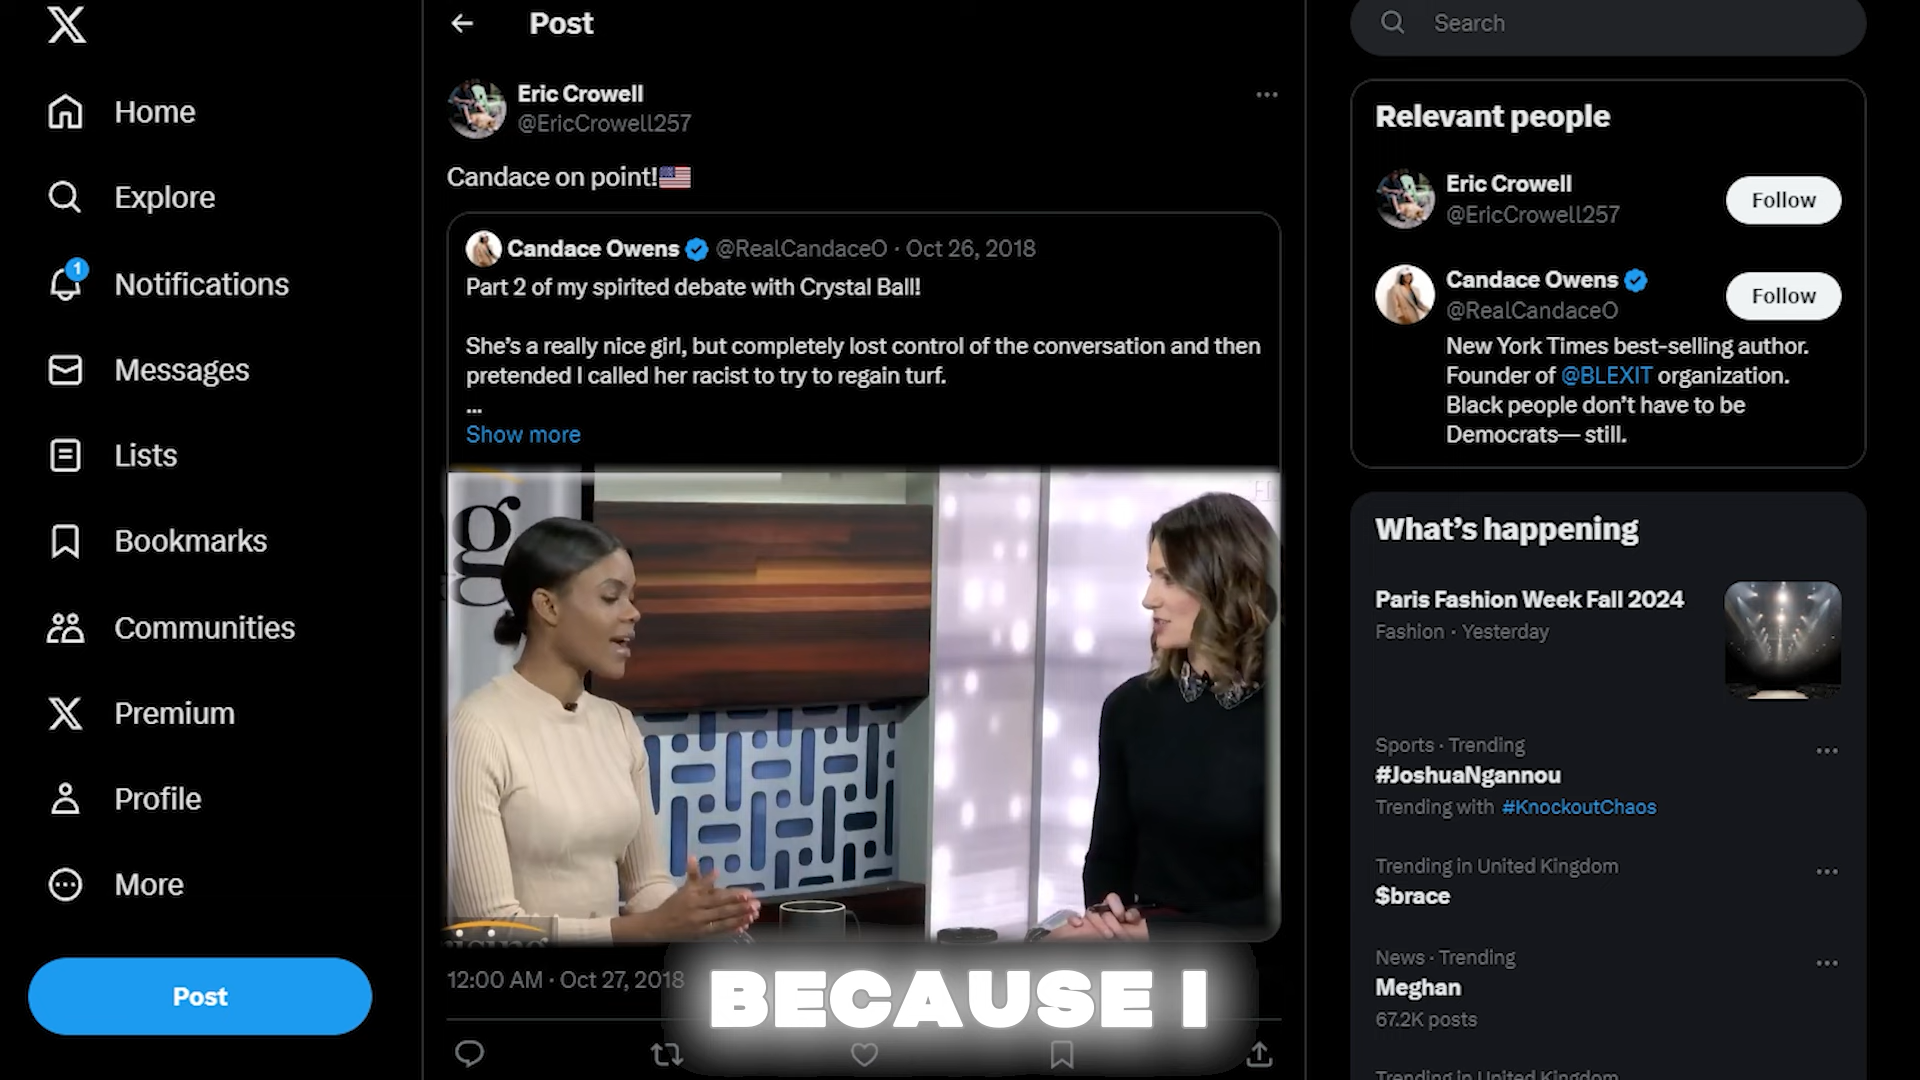 Home
Explore
1
Notifications
Messages
Lists
Bookmarks
Communities
Premium
Profile
More
Post
Post
Eric Crowell
@EricCrowell257
Candace on point!🇺🇸
Candace Owens @RealCandaceO · Oct 26, 2018
Part 2 of my spirited debate with Crystal Ball!
She’s a really nice girl, but completely lost control of the conversation and then
pretended I called her racist to try to regain turf.
...
Show more
g
rising
12:00 AM · Oct 27, 2018
BECAUSE I
Search
Relevant people
Eric Crowell
@EricCrowell257
Follow
Candace Owens
@RealCandaceO
Follow
New York Times best-selling author.
Founder of @BLEXIT organization.
Black people don’t have to be
Democrats— still.
What’s happening
Paris Fashion Week Fall 2024
Fashion · Yesterday
Sports · Trending
#JoshuaNgannou
Trending with #KnockoutChaos
Trending in United Kingdom
$brace
News · Trending
Meghan
67.2K posts
Trending in United Kingdom